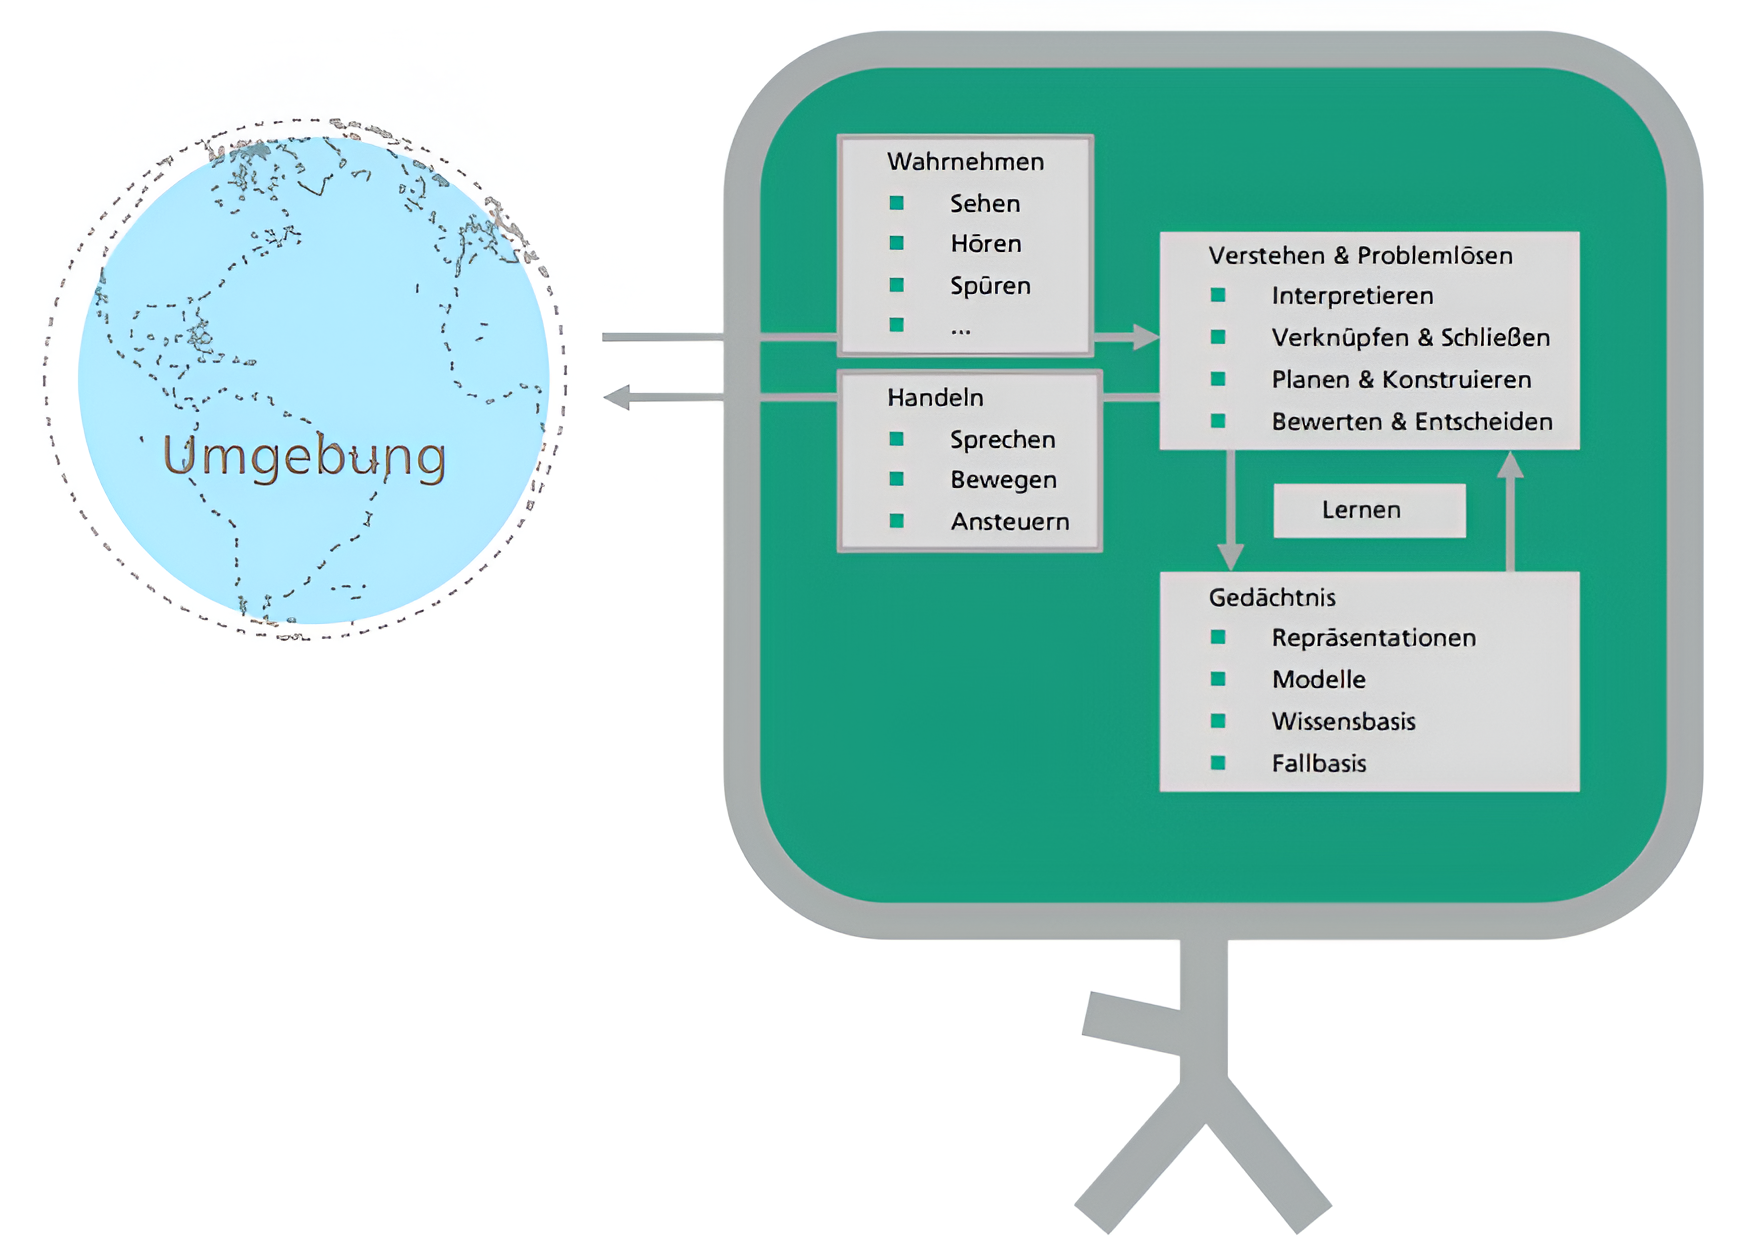 Umgebung
Wahrnehmen
Sehen
Hören
Spüren
...
Handeln
Sprechen
Bewegen
Ansteuern
Verstehen & Problemlösen
Interpretieren
Verknüpfen & Schließen
Planen & Konstruieren
Bewerten & Entscheiden
Lernen
Gedächtnis
Repräsentationen
Modelle
Wissensbasis
Fallbasis